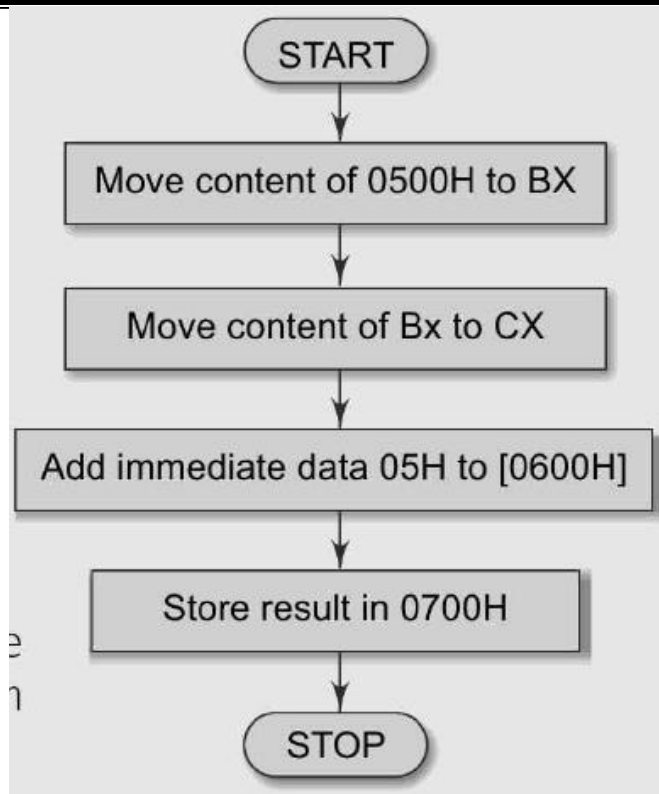 START
Move content of 0500H to BX
Move content of Bx to CX
Add immediate data 05H to [0600H]
Store result in 0700H
STOP